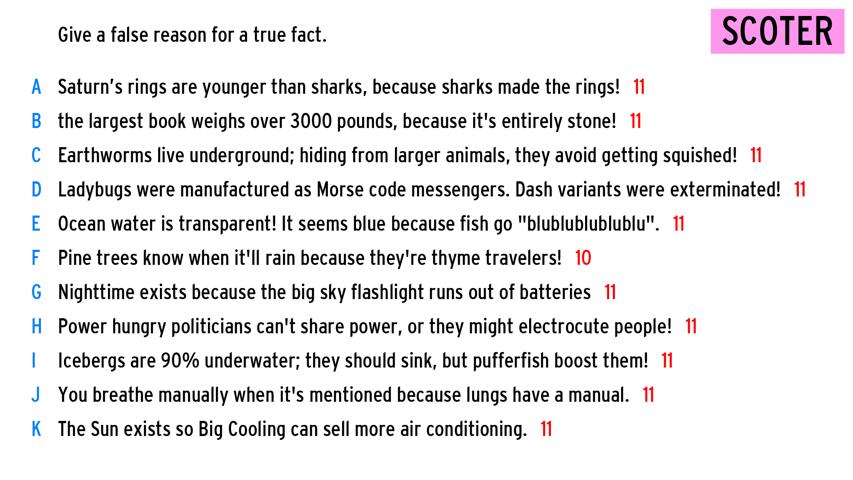 Give a false reason for a true fact.
SCOTER
A Saturn's rings are younger than sharks, because sharks made the rings! 11
B the largest book weighs over 3000 pounds, because it's entirely stone! 11
C Earthworms live underground; hiding from larger animals, they avoid getting squished! 11
D Ladybugs were manufactured as Morse code messengers. Dash variants were exterminated! 11
E Ocean water is transparent! It seems blue because fish go "blublublublublu". 11
F Pine trees know when it'll rain because they're thyme travelers! 10
G Nighttime exists because the big sky flashlight runs out of batteries 11
H Power hungry politicians can't share power, or they might electrocute people! 11
I Icebergs are 90% underwater; they should sink, but pufferfish boost them! 11
J You breathe manually when it's mentioned because lungs have a manual. 11
K The Sun exists so Big Cooling can sell more air conditioning. 11